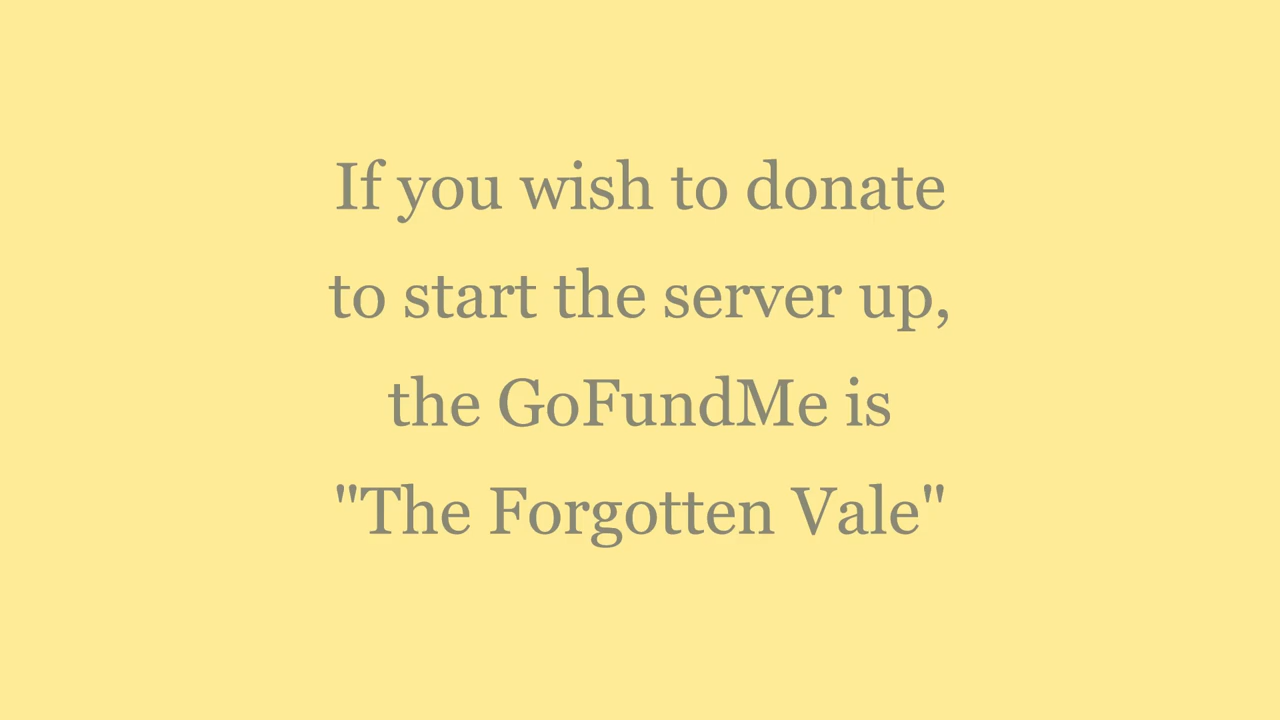 If you wish to donate
to start the server up,
the GoFundMe is
"The Forgotten Vale"